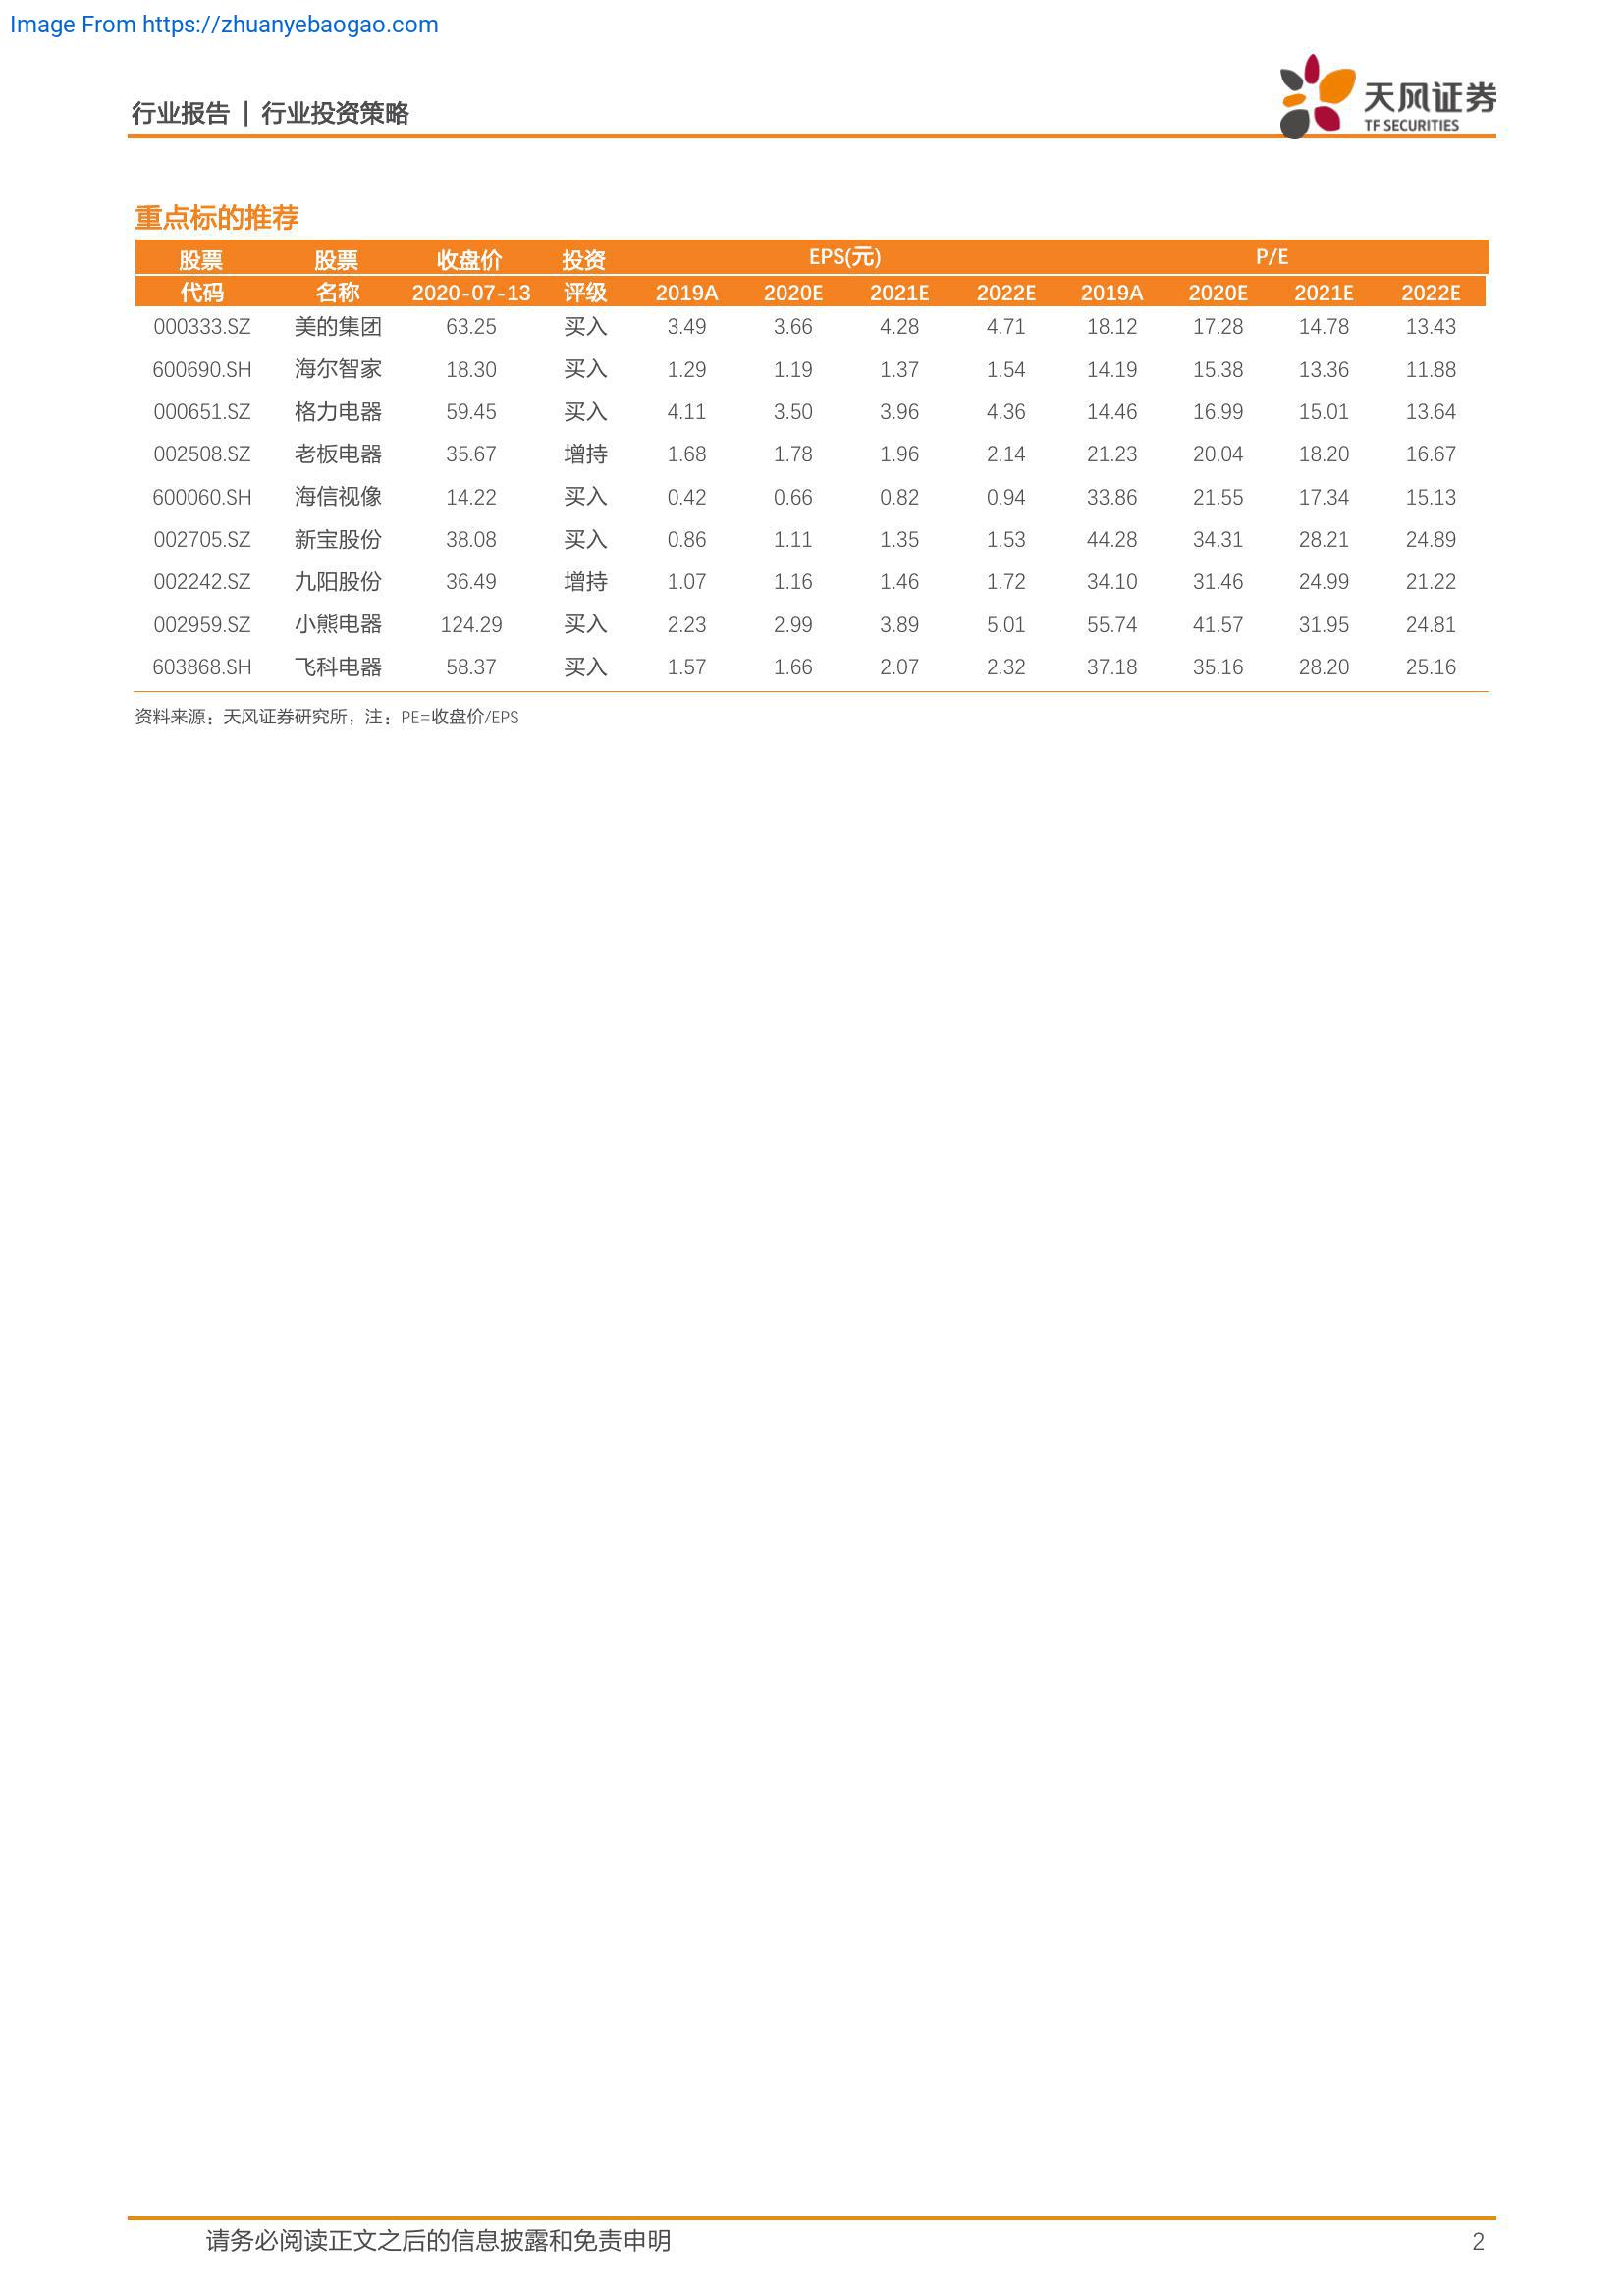 Image From https://zhuanyebaogao.com
行业报告 | 行业投资策略
天风证券
TF SECURITIES
重点标的推荐
股票 股票 收盘价 投资 EPS(元) P/E
代码 名称 2020-07-13 评级 2019A 2020E 2021E 2022E 2019A 2020E 2021E 2022E
000333.SZ 美的集团 63.25 买入 3.49 3.66 4.28 4.71 18.12 17.28 14.78 13.43
600690.SH 海尔智家 18.30 买入 1.29 1.19 1.37 1.54 14.19 15.38 13.36 11.88
000651.SZ 格力电器 59.45 买入 4.11 3.50 3.96 4.36 14.46 16.99 15.01 13.64
002508.SZ 老板电器 35.67 增持 1.68 1.78 1.96 2.14 21.23 20.04 18.20 16.67
600060.SH 海信视像 14.22 买入 0.42 0.66 0.82 0.94 33.86 21.55 17.34 15.13
002705.SZ 新宝股份 38.08 买入 0.86 1.11 1.35 1.53 44.28 34.31 28.21 24.89
002242.SZ 九阳股份 36.49 增持 1.07 1.16 1.46 1.72 34.10 31.46 24.99 21.22
002959.SZ 小熊电器 124.29 买入 2.23 2.99 3.89 5.01 55.74 41.57 31.95 24.81
603868.SH 飞科电器 58.37 买入 1.57 1.66 2.07 2.32 37.18 35.16 28.20 25.16
资料来源：天风证券研究所，注：PE=收盘价/EPS
请务必阅读正文之后的信息披露和免责申明 2